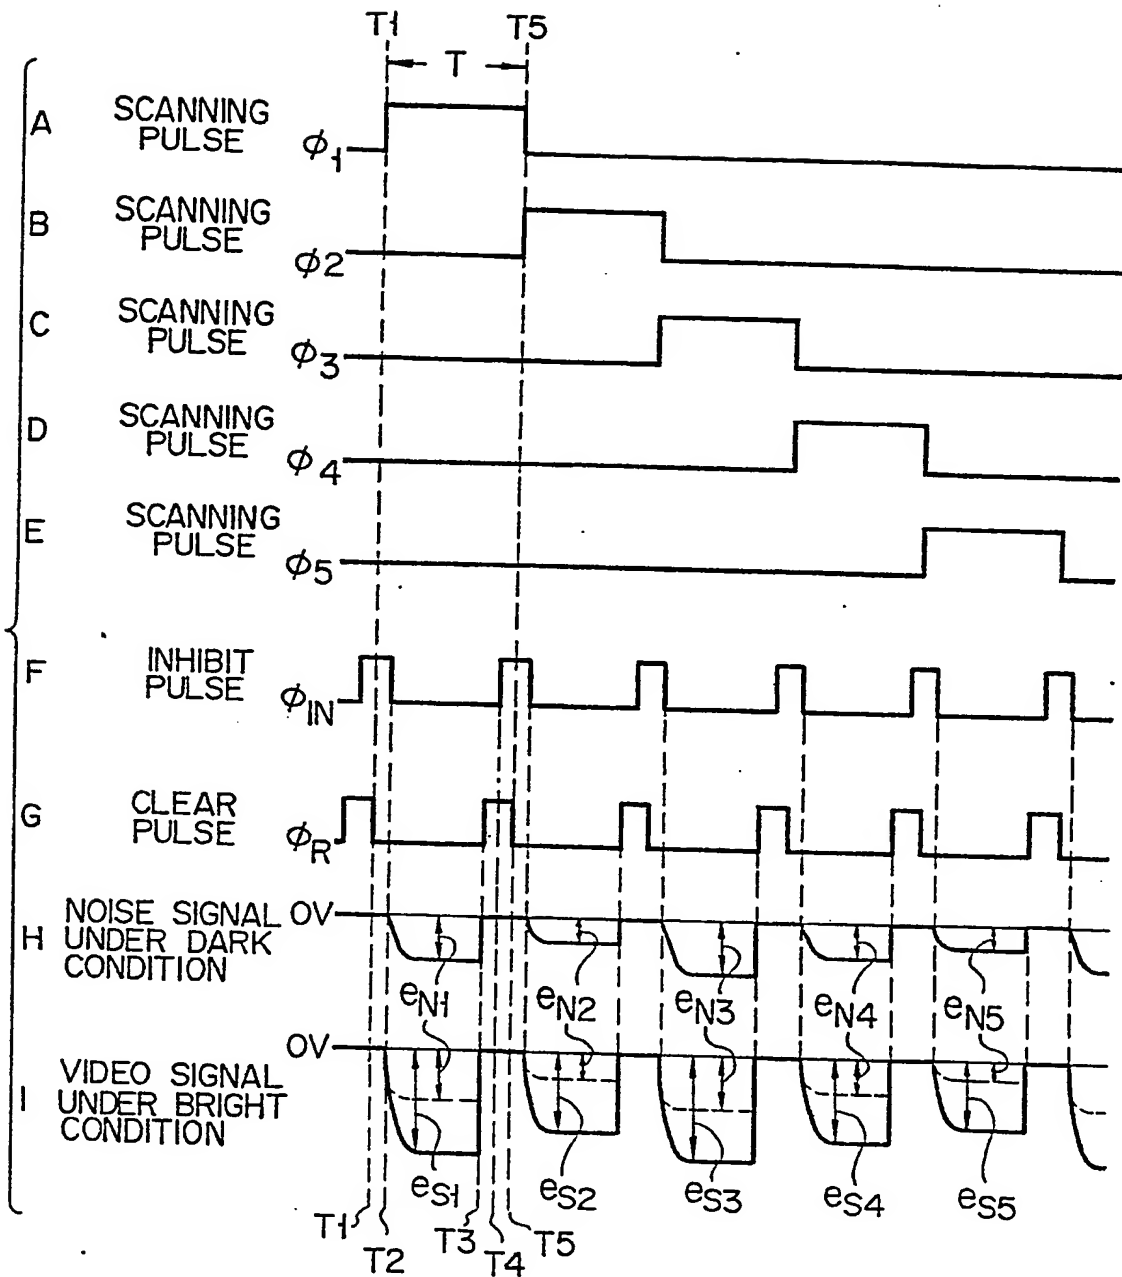 T1 T5
T
A SCANNING PULSE ϕ1
B SCANNING PULSE ϕ2
C SCANNING PULSE ϕ3
D SCANNING PULSE ϕ4
E SCANNING PULSE ϕ5
F INHIBIT PULSE ϕIN
G CLEAR PULSE ϕR
H NOISE SIGNAL UNDER DARK CONDITION OV
eN1 eN2 eN3 eN4 eN5
I VIDEO SIGNAL UNDER BRIGHT CONDITION OV
eS1 eS2 eS3 eS4 eS5
T1 T2 T3 T4 T5